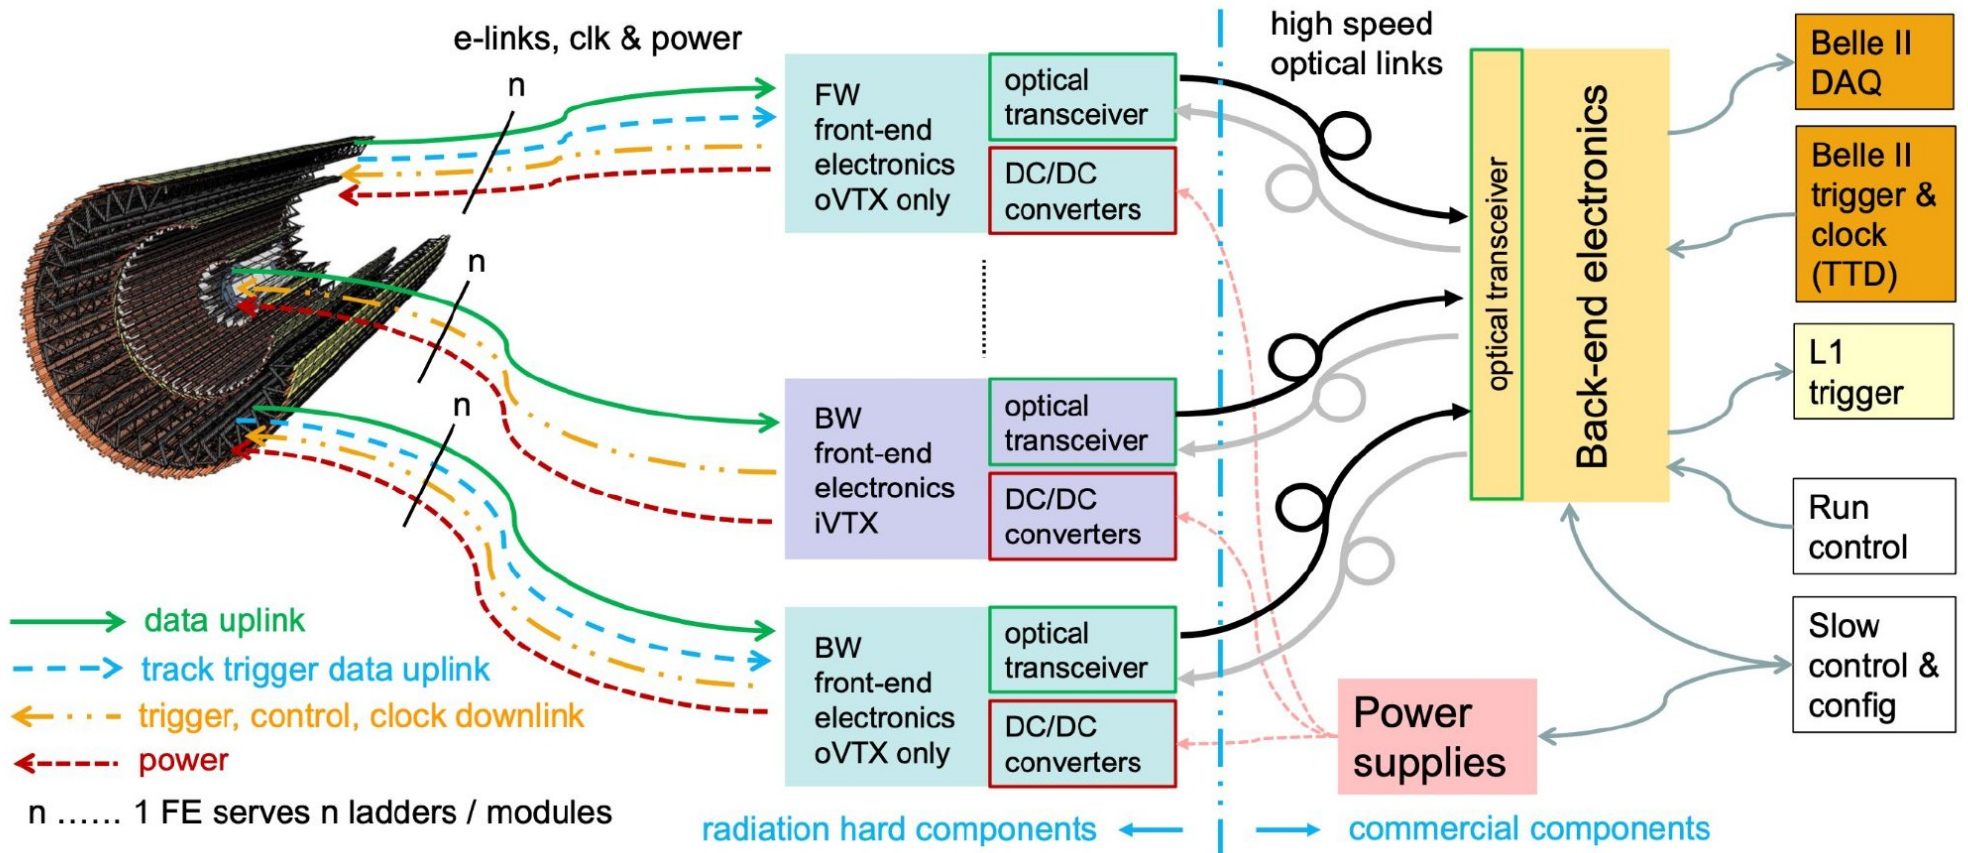 e-links, clk & power
n
n
n
FW
front-end
electronics
oVTX only
optical
transceiver
DC/DC
converters
BW
front-end
electronics
iVTX
optical
transceiver
DC/DC
converters
BW
front-end
electronics
oVTX only
optical
transceiver
DC/DC
converters
high speed
optical links
optical transceiver
Back-end electronics
Belle II
DAQ
Belle II
trigger &
clock
(TTD)
L1
trigger
Run
control
Slow
control &
config
Power
supplies
data uplink
track trigger data uplink
trigger, control, clock downlink
power
n …… 1 FE serves n ladders / modules
radiation hard components
commercial components